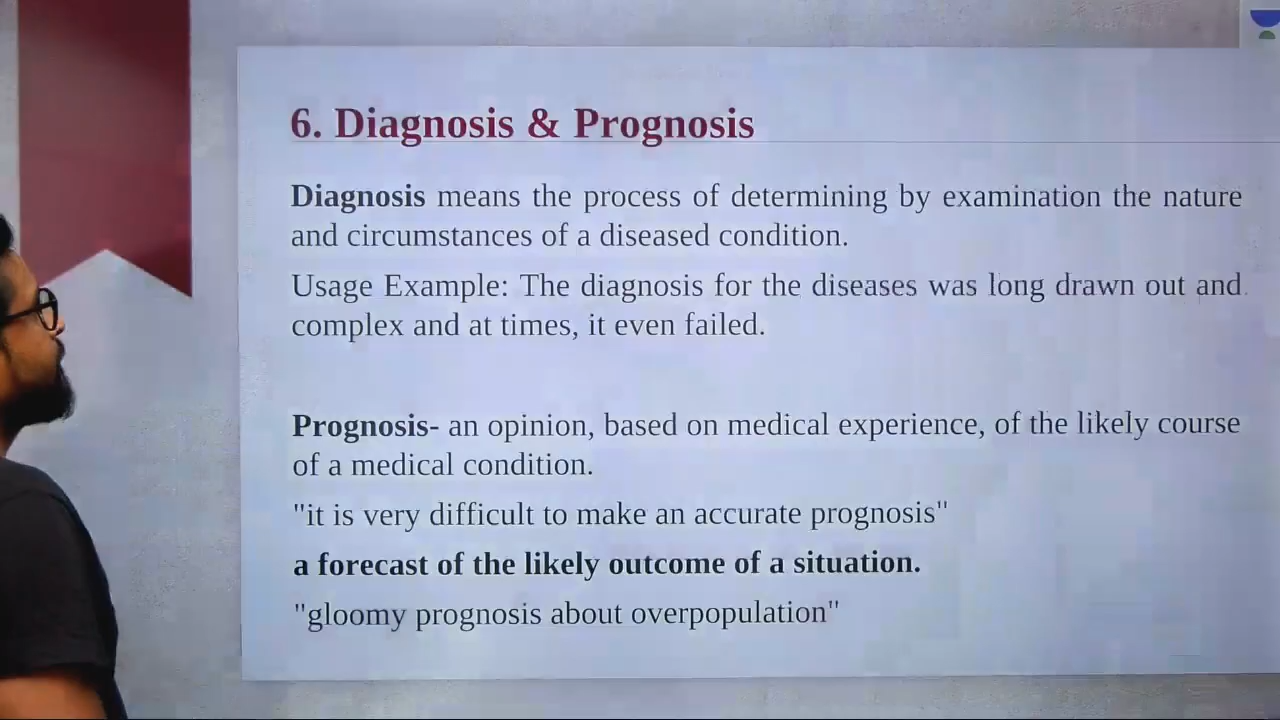 6. Diagnosis & Prognosis
Diagnosis means the process of determining by examination the nature
and circumstances of a diseased condition.
Usage Example: The diagnosis for the diseases was long drawn out and
complex and at times, it even failed.
Prognosis- an opinion, based on medical experience, of the likely course
of a medical condition.
"it is very difficult to make an accurate prognosis"
a forecast of the likely outcome of a situation.
"gloomy prognosis about overpopulation"